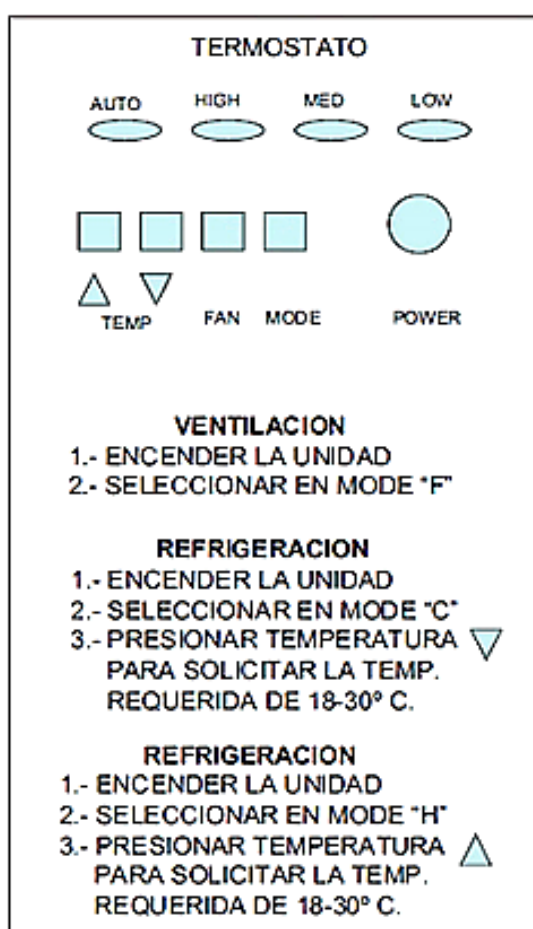 TERMOSTATO
AUTO HIGH MED LOW
TEMP FAN MODE POWER
VENTILACION
1.- ENCENDER LA UNIDAD
2.- SELECCIONAR EN MODE "F"
REFRIGERACION
1.- ENCENDER LA UNIDAD
2.- SELECCIONAR EN MODE "C"
3.- PRESIONAR TEMPERATURA
PARA SOLICITAR LA TEMP.
REQUERIDA DE 18-30º C.
REFRIGERACION
1.- ENCENDER LA UNIDAD
2.- SELECCIONAR EN MODE "H"
3.- PRESIONAR TEMPERATURA
PARA SOLICITAR LA TEMP.
REQUERIDA DE 18-30º C.